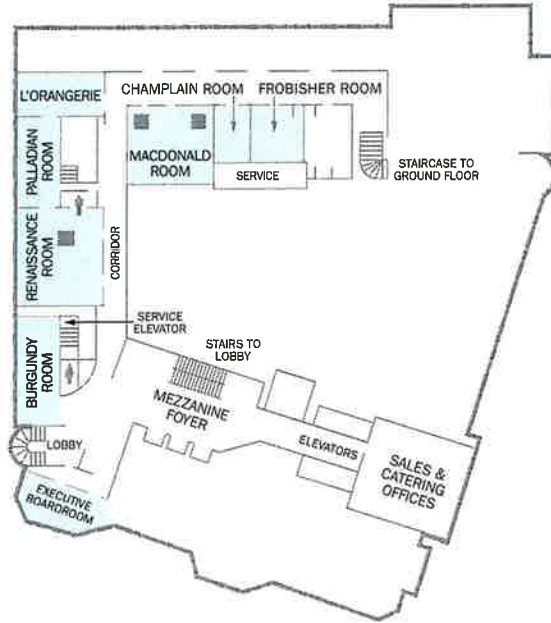 CHAMPLAIN ROOM
FROBISHER ROOM
L'ORANGERIE
PALLADIAN
ROOM
MACDONALD
ROOM
SERVICE
STAIRCASE TO
GROUND FLOOR
RENAISSANCE
ROOM
CORRIDOR
SERVICE
ELEVATOR
BURGUNDY
ROOM
STAIRS TO
LOBBY
MEZZANINE
FOYER
LOBBY
ELEVATORS
SALES &
CATERING
OFFICES
EXECUTIVE
BOARDROOM